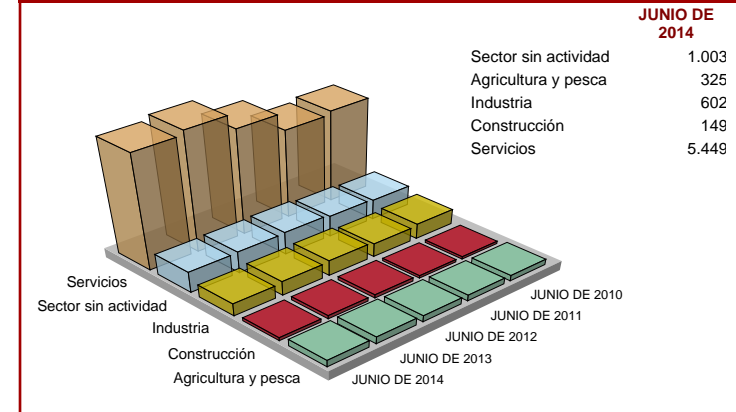 JUNIO DE
2014
Sector sin actividad 1.003
Agricultura y pesca 325
Industria 602
Construcción 149
Servicios 5.449
Servicios
Sector sin actividad
Industria
Construcción
Agricultura y pesca
JUNIO DE 2010
JUNIO DE 2011
JUNIO DE 2012
JUNIO DE 2013
JUNIO DE 2014